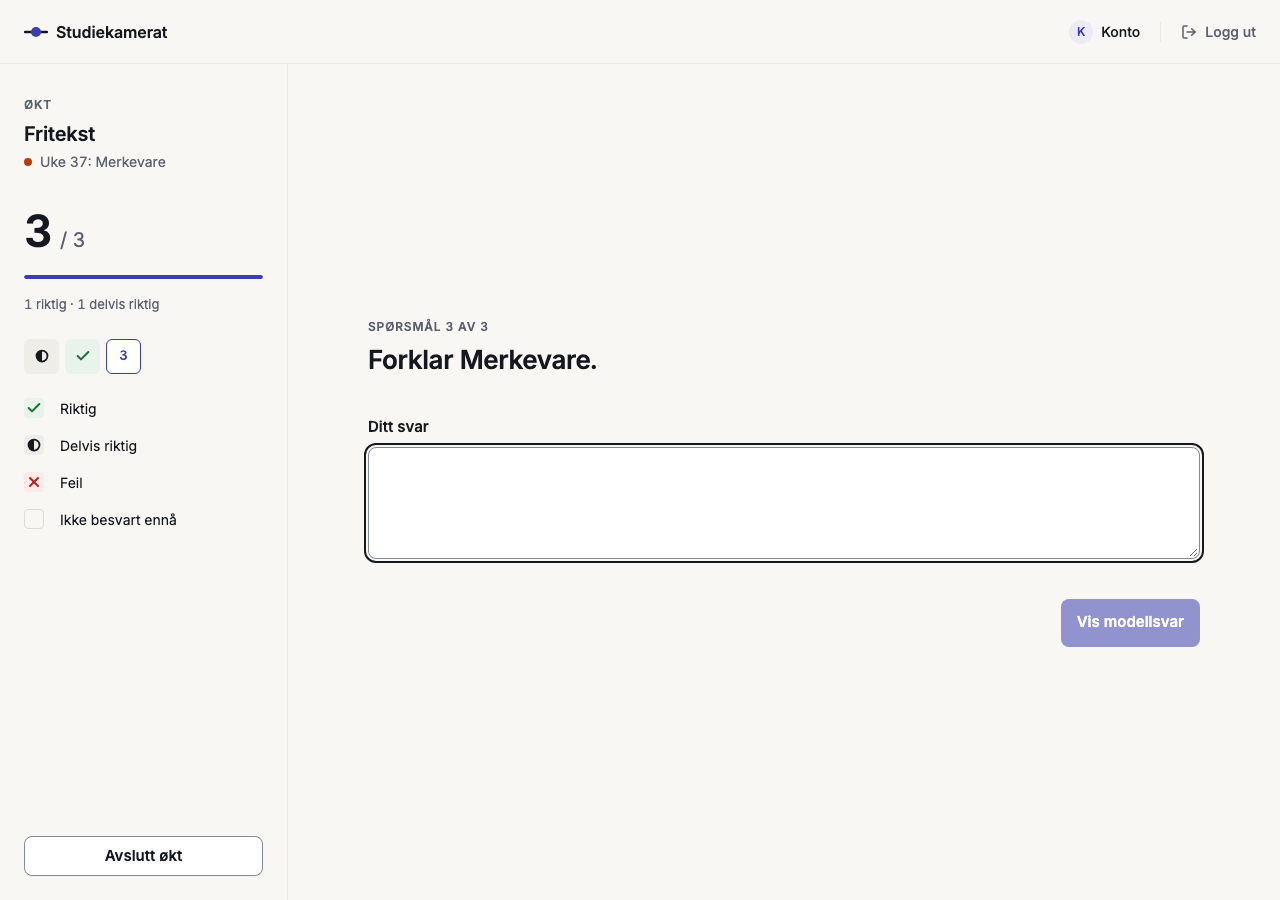 Studiekamerat
K Konto
Logg ut
ØKT
Fritekst
Uke 37: Merkevare
3 / 3
1 riktig · 1 delvis riktig
3
Riktig
Delvis riktig
Feil
Ikke besvart ennå
Avslutt økt
SPØRSMÅL 3 AV 3
Forklar Merkevare.
Ditt svar
Vis modellsvar